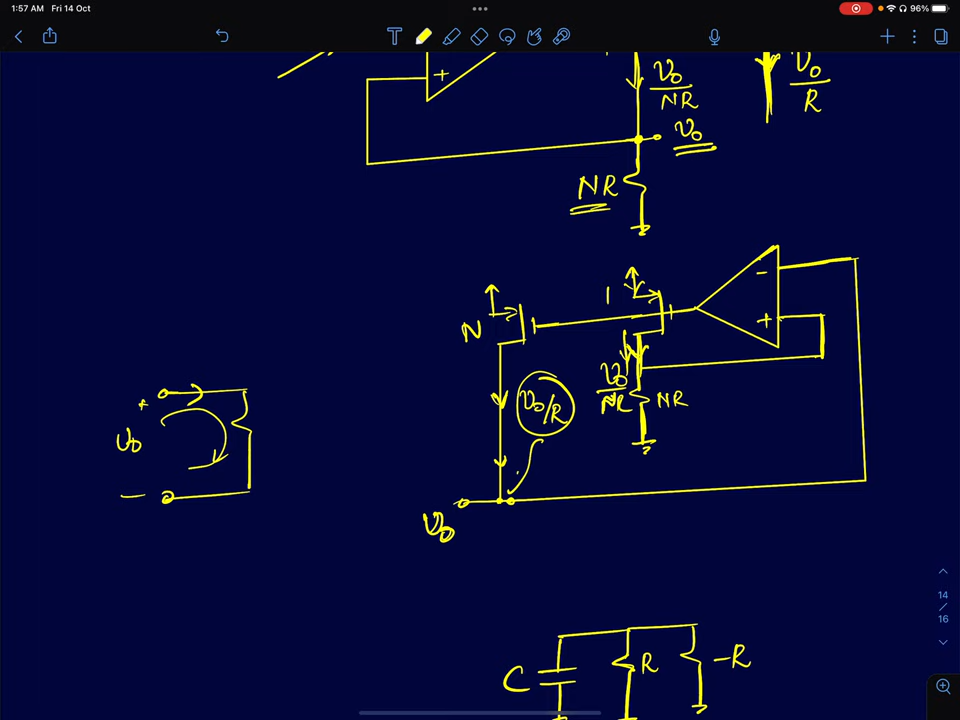 1:57 AM Fri 14 Oct
96%
T
+
v₀/NR
v₀/R
v₀
NR
−
+
1
N
v₀/NR
NR
v₀/R
+
v₀
−
v₀
14
/
16
C
R
−R